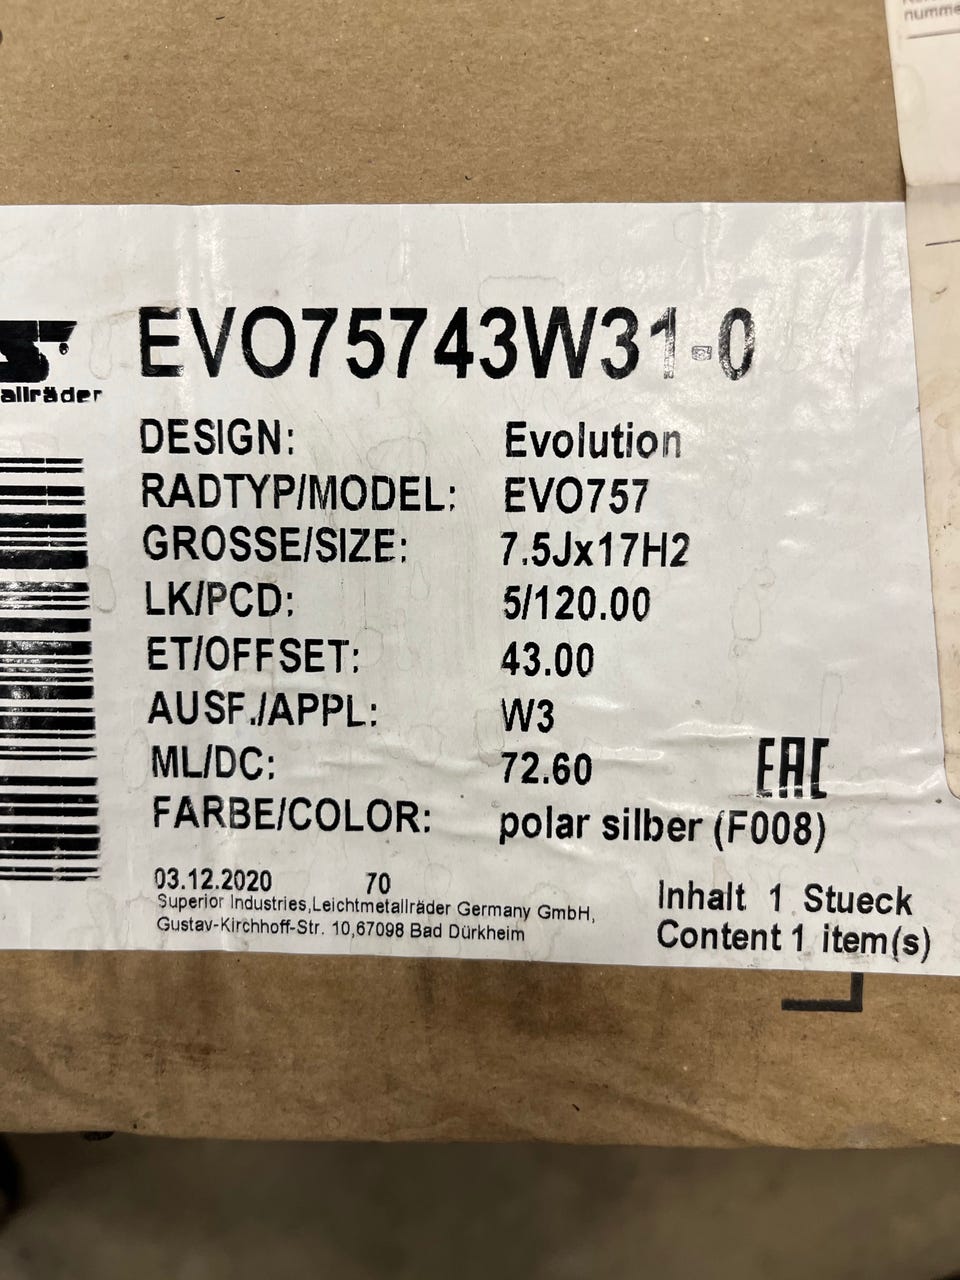 numme
EVO75743W31-0
allräder
DESIGN: Evolution
RADTYP/MODEL: EVO757
GROSSE/SIZE: 7.5Jx17H2
LK/PCD: 5/120.00
ET/OFFSET: 43.00
AUSF./APPL: W3
ML/DC: 72.60
EAC
FARBE/COLOR: polar silber (F008)
03.12.2020 70
Superior Industries,Leichtmetallräder Germany GmbH,
Gustav-Kirchhoff-Str. 10,67098 Bad Dürkheim
Inhalt 1 Stueck
Content 1 item(s)